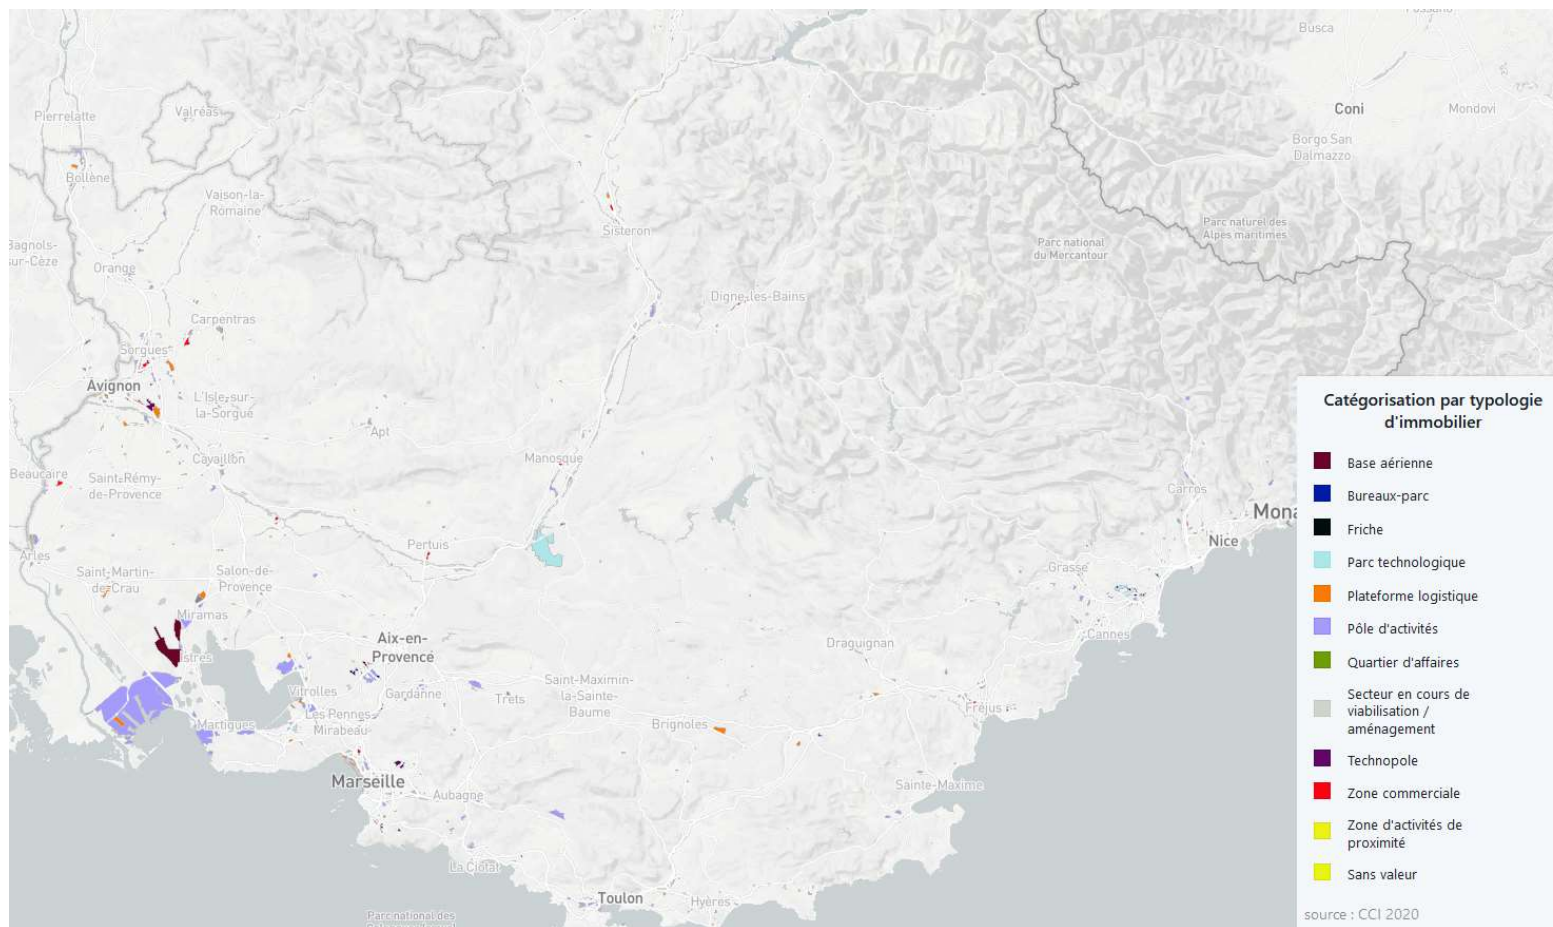 Fossano
Busca
Coni
Mondovi
Borgo San
Dalmazzo
Pierrelatte
Valréas
Bollène
Vaison-la-
Romaine
Sisteron
Parc naturel des
Alpes maritimes
Parc national
du Mercantour
Bagnols-
sur-Cèze
Orange
Digne-les-Bains
Carpentras
Sorgues
Avignon
L'Isle-sur-
la-Sorgue
Apt
Manosque
Cavaillon
Beaucaire
Saint-Rémy-
de-Provence
Carros
Mona
Nice
Arles
Pertuis
Saint-Martin-
de-Crau
Salon-de-
Provence
Grasse
Miramas
Cannes
Istres
Aix-en-
Provence
Draguignan
Vitrolles
Gardanne
Trets
Saint-Maximin-
la-Sainte-
Baume
Martigues
Les Pennes-
Mirabeau
Brignoles
Fréjus
Marseille
Aubagne
Sainte-Maxime
La Ciotat
Toulon
Hyères
Parc national des
Catégorisation par typologie
d'immobilier
Base aérienne
Bureaux-parc
Friche
Parc technologique
Plateforme logistique
Pôle d'activités
Quartier d'affaires
Secteur en cours de
viabilisation /
aménagement
Technopole
Zone commerciale
Zone d'activités de
proximité
Sans valeur
source : CCI 2020